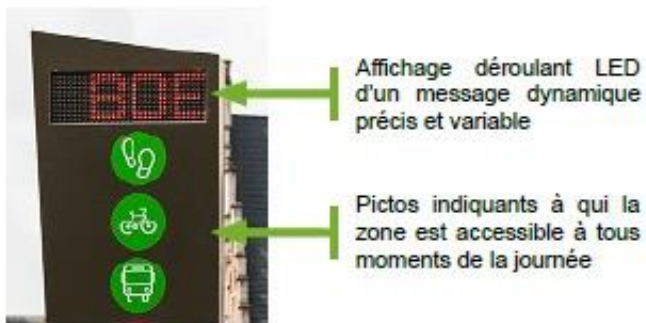 Affichage déroulant LED
d'un message dynamique
précis et variable
Pictos indiquants à qui la
zone est accessible à tous
moments de la journée